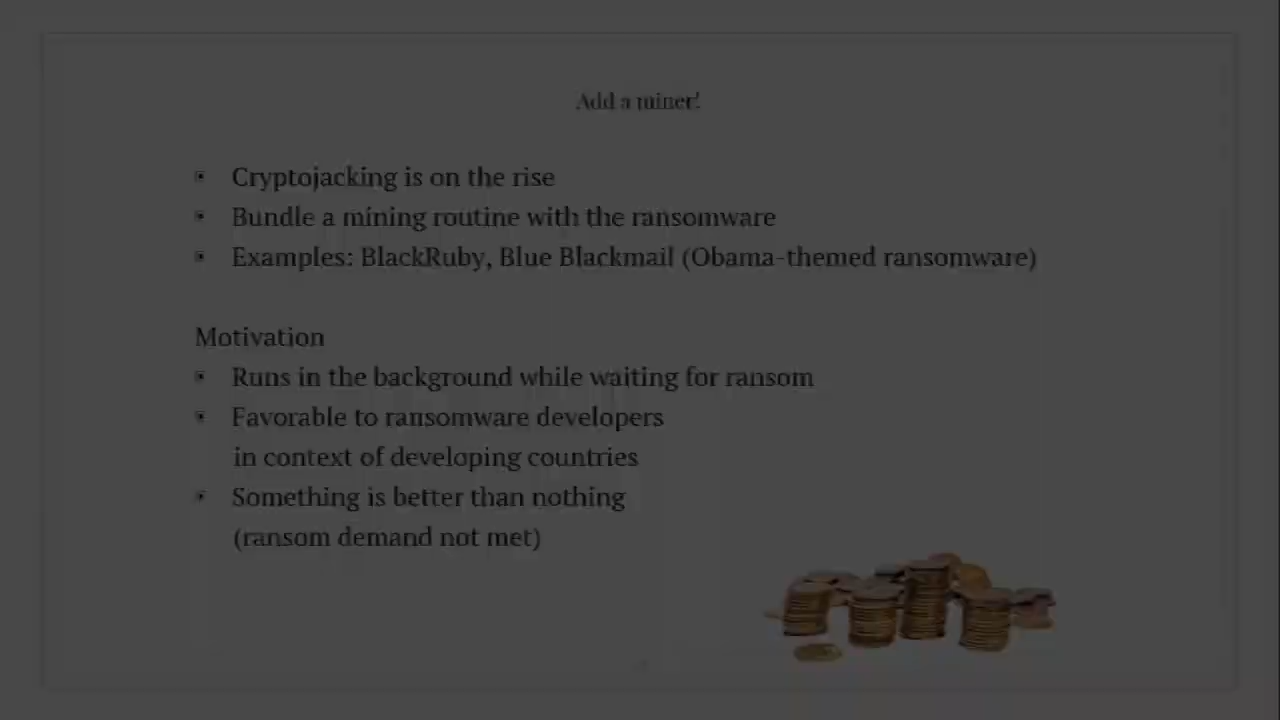 Add a miner!
▪ Cryptojacking is on the rise
▪ Bundle a mining routine with the ransomware
▪ Examples: BlackRuby, Blue Blackmail (Obama-themed ransomware)
Motivation
▪ Runs in the background while waiting for ransom
▪ Favorable to ransomware developers
in context of developing countries
▪ Something is better than nothing
(ransom demand not met)